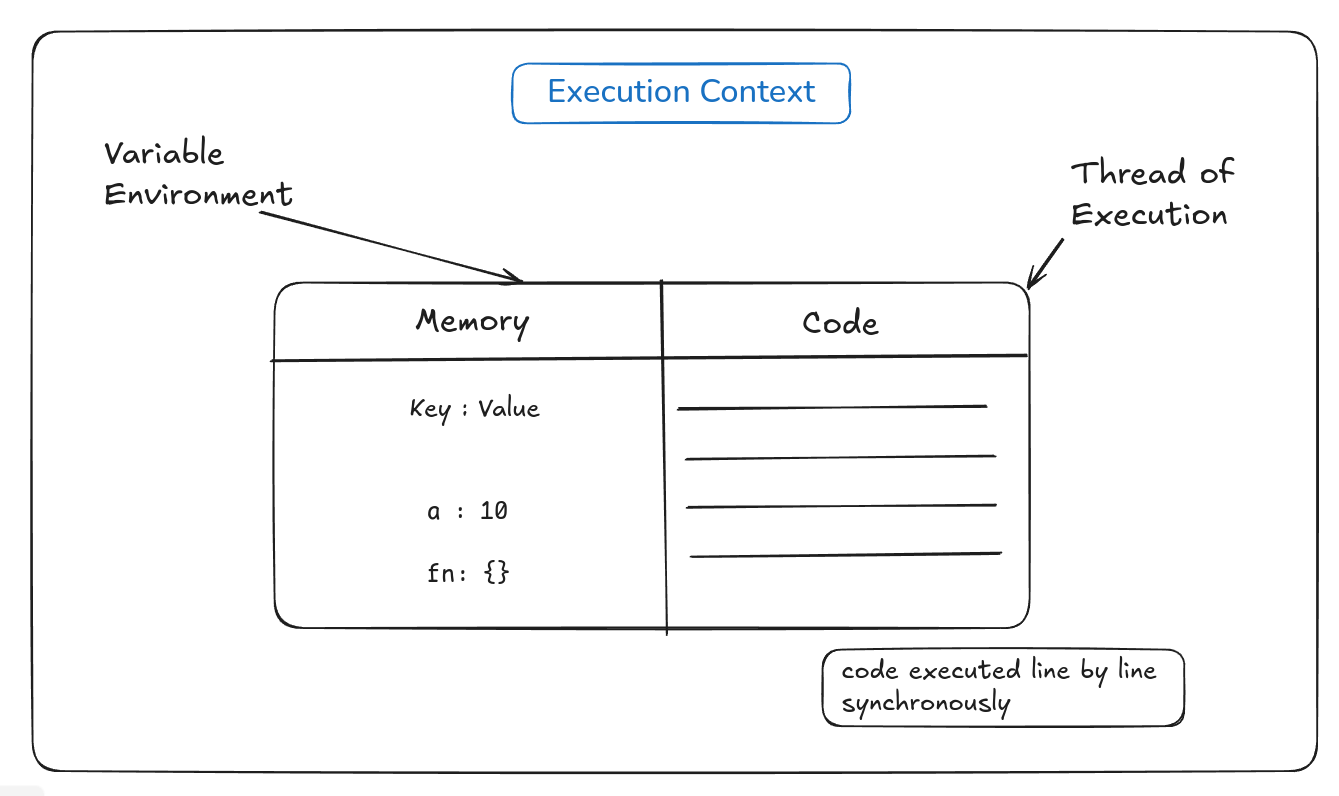 Execution Context
Variable
Environment
Thread of
Execution
Memory
Code
Key : Value
a : 10
fn: {}
code executed line by line
synchronously